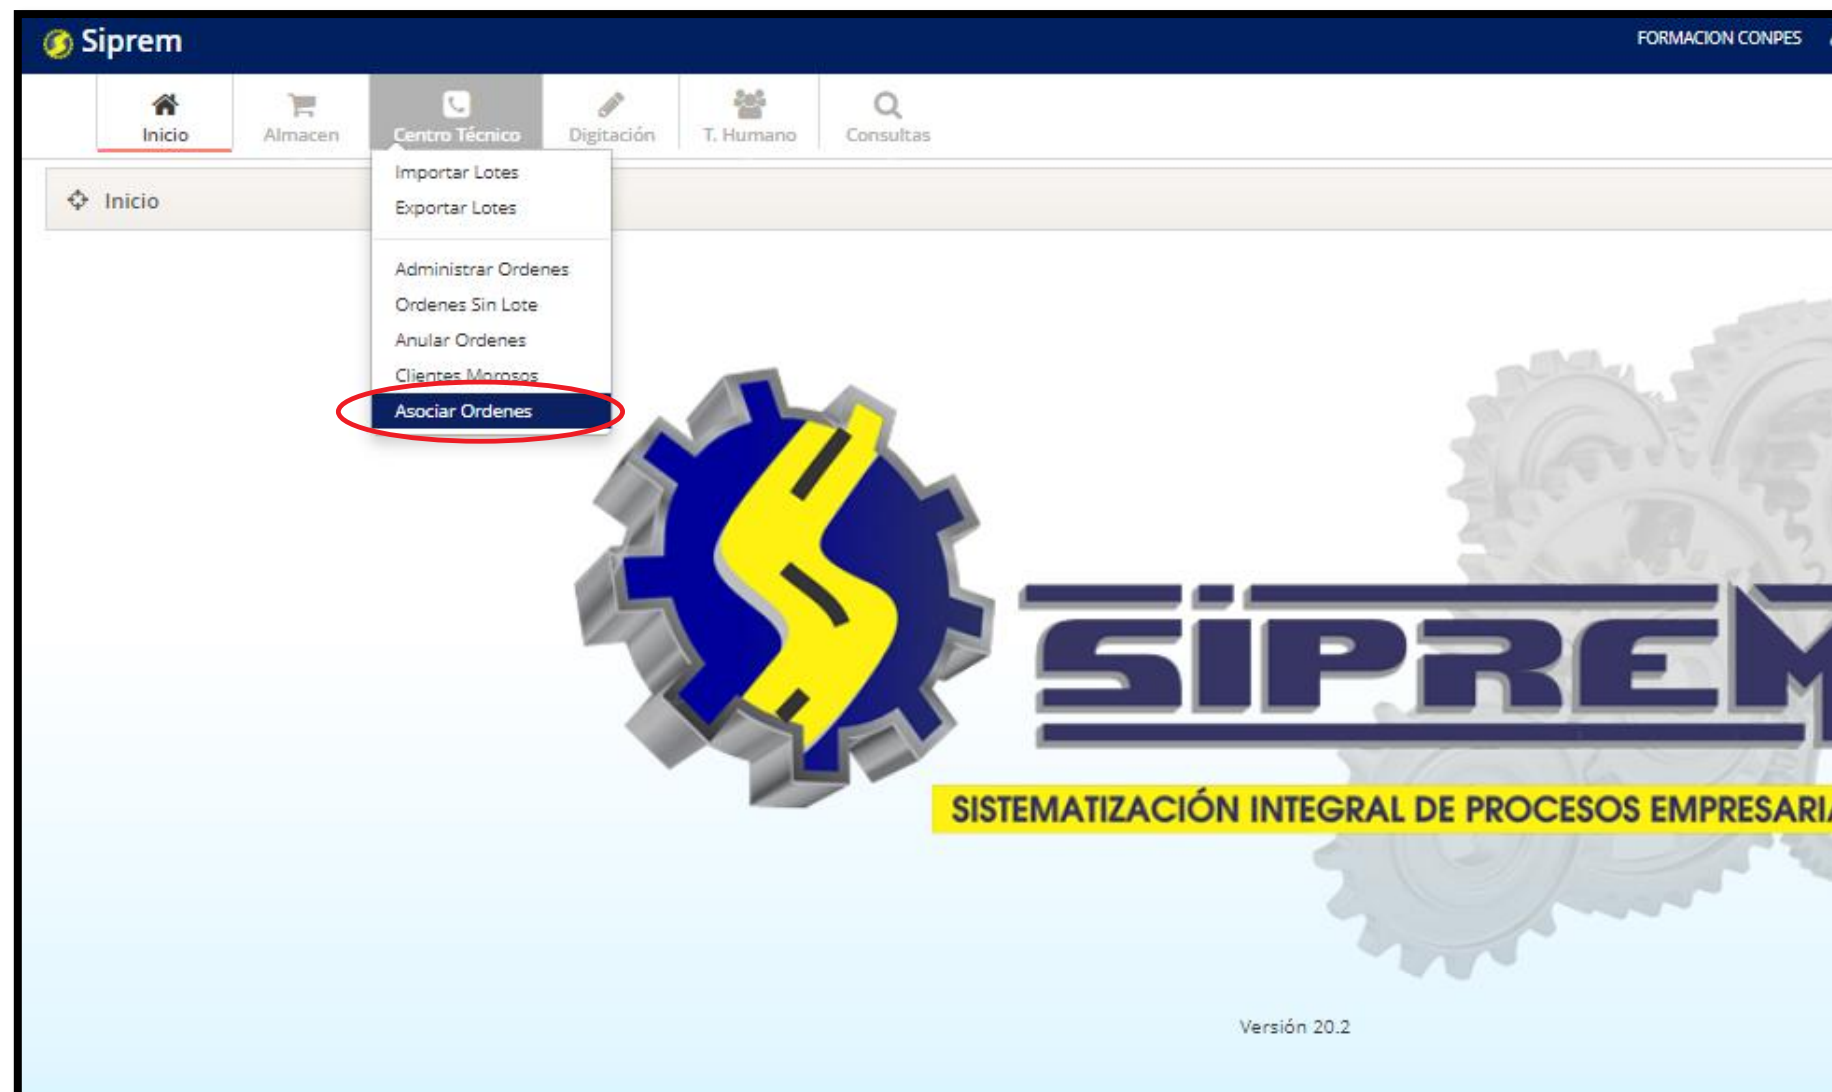 Siprem
FORMACION CONPES
Inicio
Almacen
Centro Técnico
Digitación
T. Humano
Consultas
Inicio
Importar Lotes
Exportar Lotes
Administrar Ordenes
Ordenes Sin Lote
Anular Ordenes
Clientes Morosos
Asociar Ordenes
SIPREM
SISTEMATIZACIÓN INTEGRAL DE PROCESOS
Versión 20.2